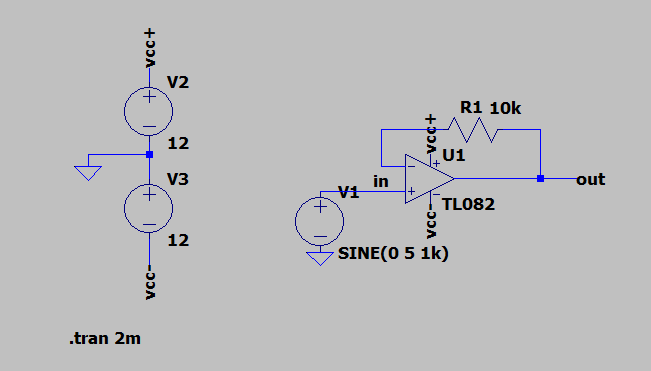 vcc+
V2
12
V3
12
vcc-
.tran 2m
R1 10k
vcc+
U1
in
V1
out
TL082
vcc-
SINE(0 5 1k)